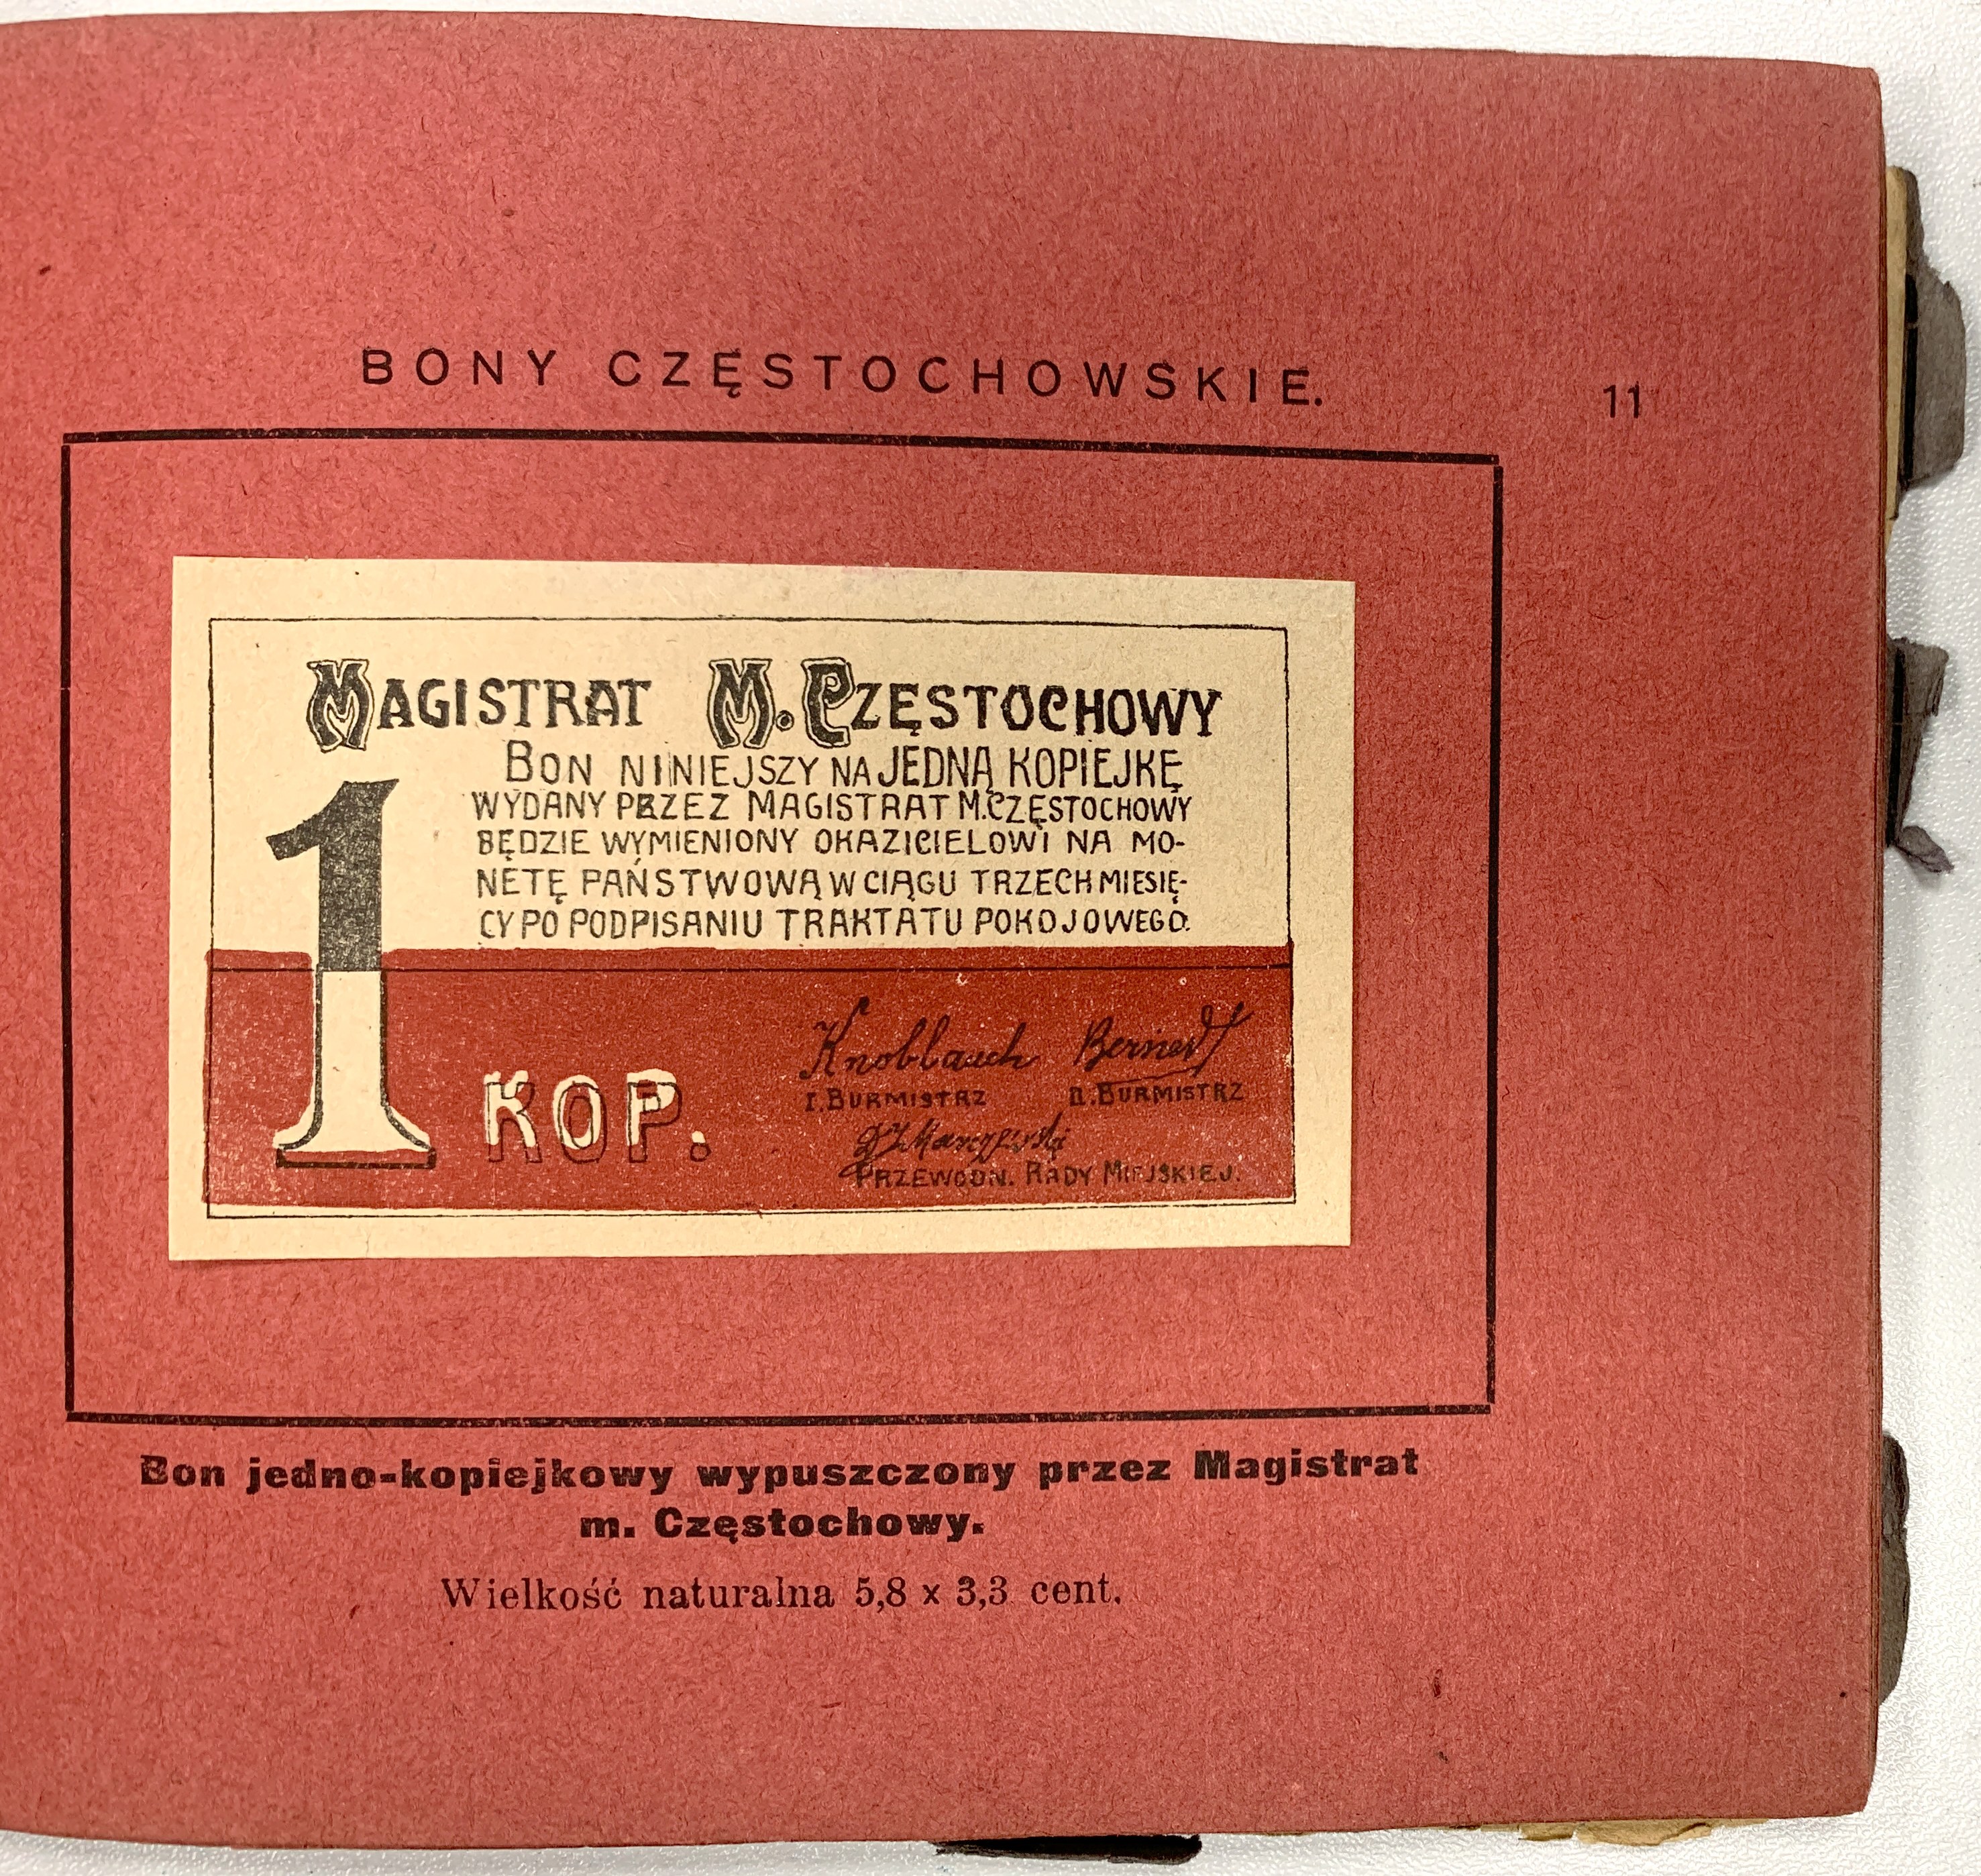 BONY CZĘSTOCHOWSKIE.
11
MAGISTRAT M. CZĘSTOCHOWY
BON NINIEJSZY NA JEDNĄ KOPIEJKĘ
WYDANY PRZEZ MAGISTRAT M. CZĘSTOCHOWY
BĘDZIE WYMIENIONY OKAZICIELOWI NA MO-
NETĘ PAŃSTWOWĄ W CIĄGU TRZECH MIESIĘ-
CY PO PODPISANIU TRAKTATU POKOJOWEGO.
1 KOP.
Knoblauch
I. BURMISTRZ II. BURMISTRZ
PRZEWODN. RADY MIEJSKIEJ.
Bon jedno-kopiejkowy wypuszczony przez Magistrat
m. Częstochowy.
Wielkość naturalna 5,8 x 3,3 cent.